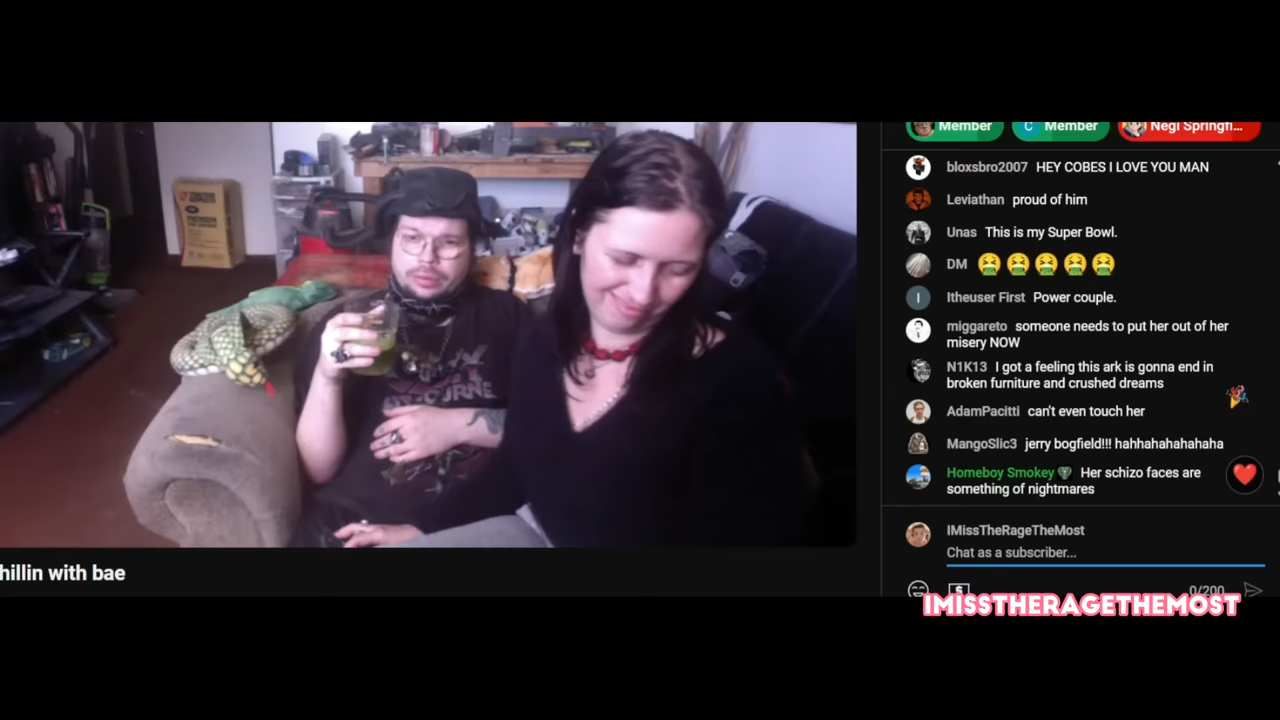 Member
Member
Negi Springfi...
bloxsbro2007 HEY COBES I LOVE YOU MAN
Leviathan proud of him
Unas This is my Super Bowl.
DM 🤮🤮🤮🤮🤮
Itheuser First Power couple.
miggareto someone needs to put her out of her
misery NOW
N1K13 I got a feeling this ark is gonna end in
broken furniture and crushed dreams
AdamPacitti can't even touch her
MangoSlic3 jerry bogfield!!! hahhahahahahaha
Homeboy Smokey Her schizo faces are
something of nightmares
IMissTheRageTheMost
Chat as a subscriber...
0/200
IMISSTHERAGETHEMOST
hillin with bae